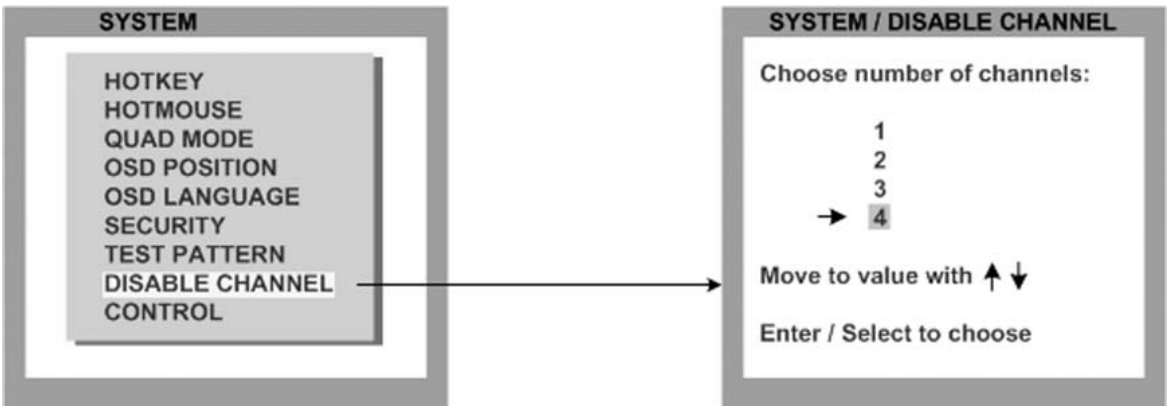 SYSTEM
HOTKEY
HOTMOUSE
QUAD MODE
OSD POSITION
OSD LANGUAGE
SECURITY
TEST PATTERN
DISABLE CHANNEL
CONTROL
SYSTEM / DISABLE CHANNEL
Choose number of channels:
1
2
3
4
Move to value with
Enter / Select to choose